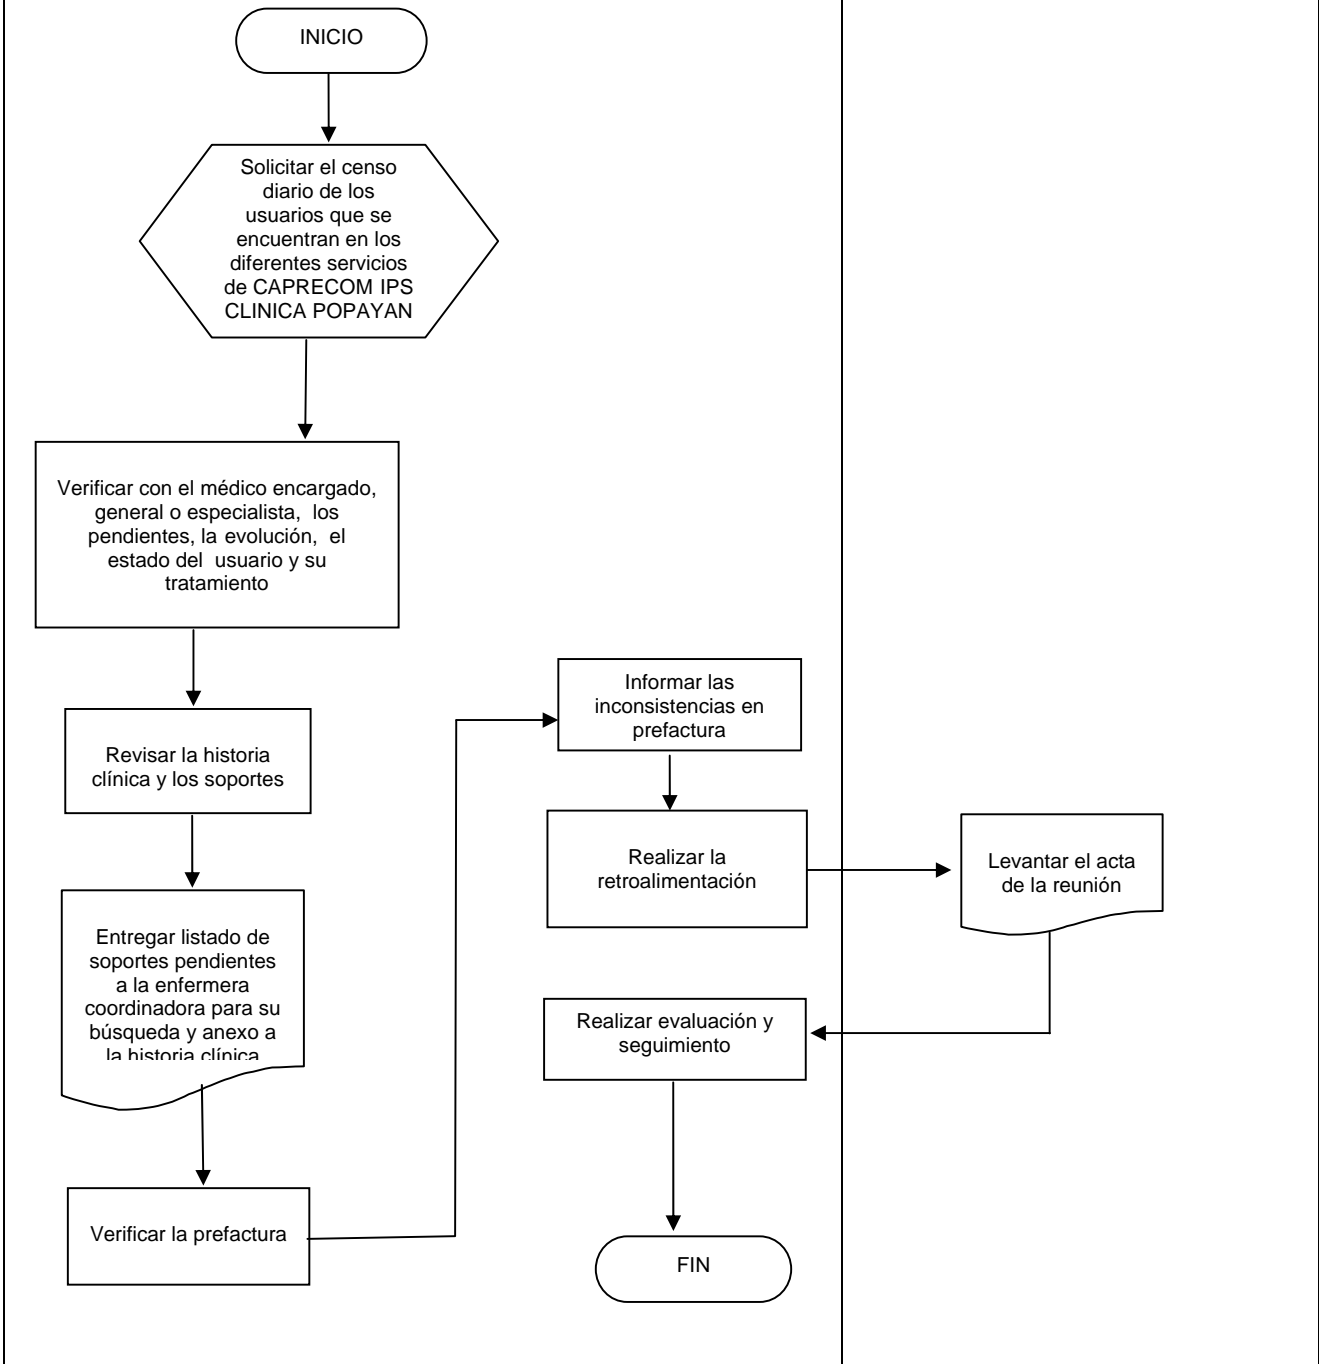 INICIO
Solicitar el censo
diario de los
usuarios que se
encuentran en los
diferentes servicios
de CAPRECOM IPS
CLINICA POPAYAN
Verificar con el médico encargado,
general o especialista, los
pendientes, la evolución, el
estado del usuario y su
tratamiento
Revisar la historia
clínica y los soportes
Entregar listado de
soportes pendientes
a la enfermera
coordinadora para su
búsqueda y anexo a
la historia clínica
Verificar la prefactura
Informar las
inconsistencias en
prefactura
Realizar la
retroalimentación
Levantar el acta
de la reunión
Realizar evaluación y
seguimiento
FIN